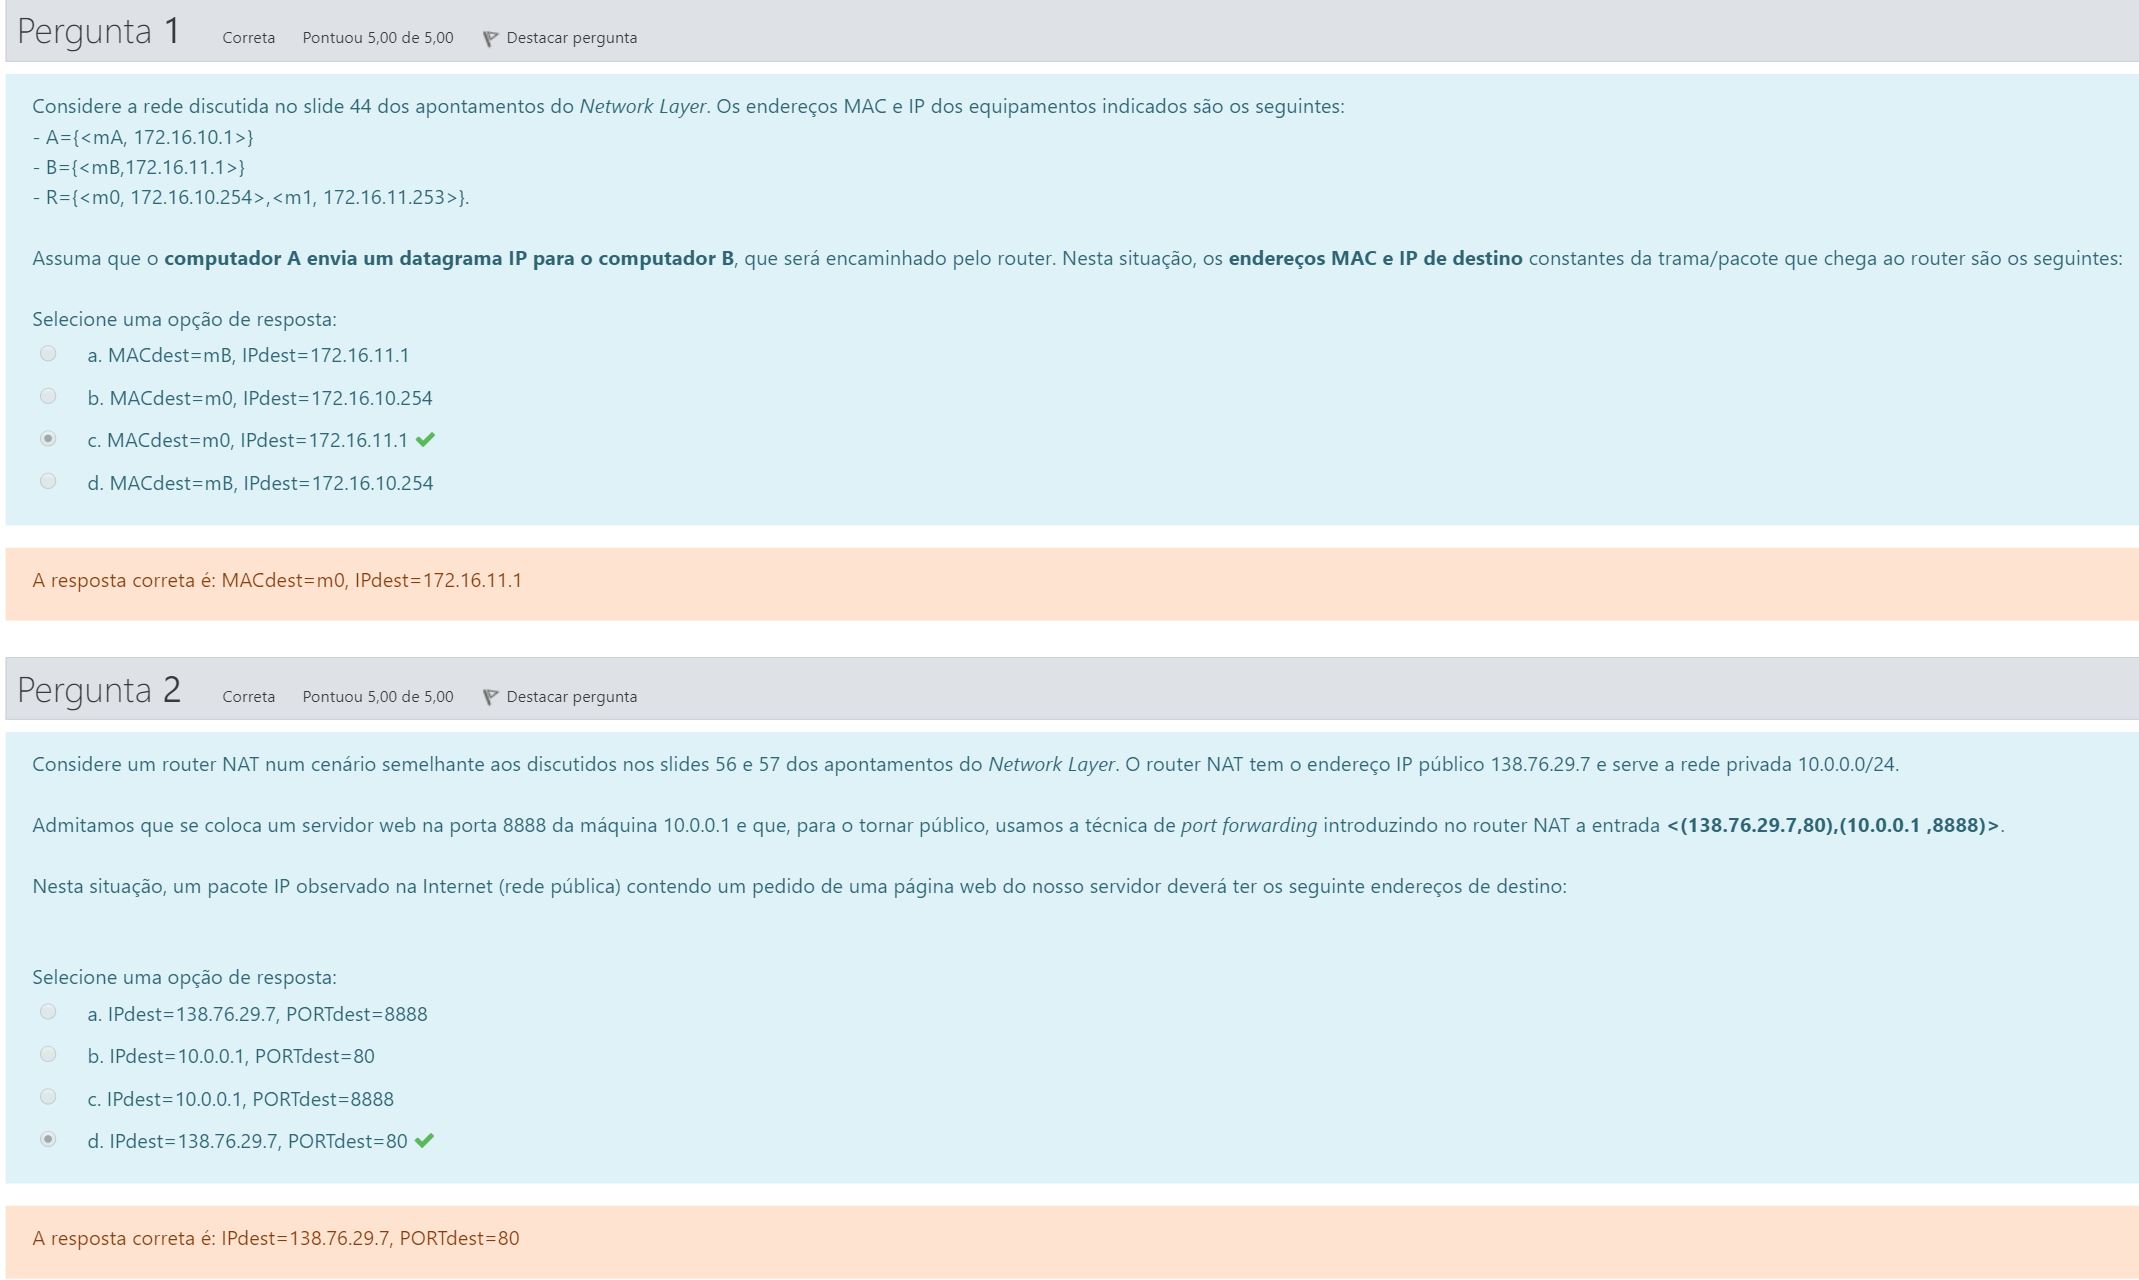 Pergunta 1 Correta Pontuou 5,00 de 5,00 Destacar pergunta
Considere a rede discutida no slide 44 dos apontamentos do Network Layer. Os endereços MAC e IP dos equipamentos indicados são os seguintes:
- A={<mA, 172.16.10.1>}
- B={<mB,172.16.11.1>}
- R={<m0, 172.16.10.254>,<m1, 172.16.11.253>}.
Assuma que o computador A envia um datagrama IP para o computador B, que será encaminhado pelo router. Nesta situação, os endereços MAC e IP de destino constantes da trama/pacote que chega ao router são os seguintes:
Selecione uma opção de resposta:
a. MACdest=mB, IPdest=172.16.11.1
b. MACdest=m0, IPdest=172.16.10.254
c. MACdest=m0, IPdest=172.16.11.1
d. MACdest=mB, IPdest=172.16.10.254
A resposta correta é: MACdest=m0, IPdest=172.16.11.1
Pergunta 2 Correta Pontuou 5,00 de 5,00 Destacar pergunta
Considere um router NAT num cenário semelhante aos discutidos nos slides 56 e 57 dos apontamentos do Network Layer. O router NAT tem o endereço IP público 138.76.29.7 e serve a rede privada 10.0.0.0/24.
Admitamos que se coloca um servidor web na porta 8888 da máquina 10.0.0.1 e que, para o tornar público, usamos a técnica de port forwarding introduzindo no router NAT a entrada <(138.76.29.7,80),(10.0.0.1 ,8888)>.
Nesta situação, um pacote IP observado na Internet (rede pública) contendo um pedido de uma página web do nosso servidor deverá ter os seguinte endereços de destino:
Selecione uma opção de resposta:
a. IPdest=138.76.29.7, PORTdest=8888
b. IPdest=10.0.0.1, PORTdest=80
c. IPdest=10.0.0.1, PORTdest=8888
d. IPdest=138.76.29.7, PORTdest=80
A resposta correta é: IPdest=138.76.29.7, PORTdest=80